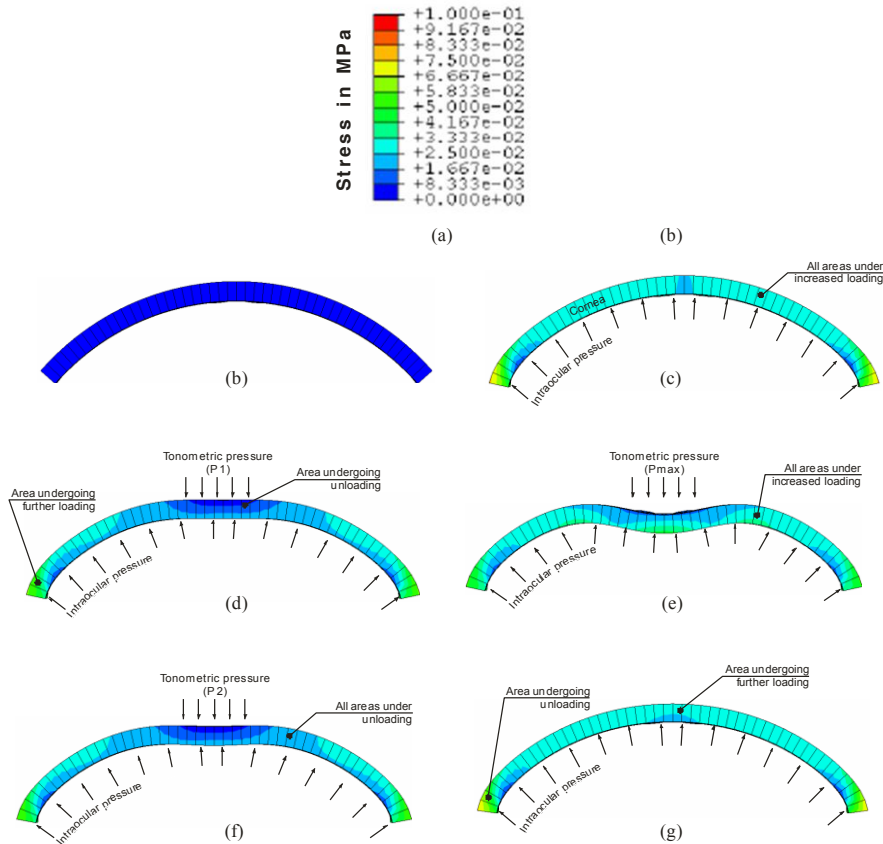 Stress in MPa
+1.000e-01
+9.167e-02
+8.333e-02
+7.500e-02
+6.667e-02
+5.833e-02
+5.000e-02
+4.167e-02
+3.333e-02
+2.500e-02
+1.667e-02
+8.333e-03
+0.000e+00
(a)
(b)
(b)
All areas under
increased loading
Cornea
Intraocular pressure
(c)
Tonometric pressure
(P1)
Area undergoing
unloading
Area undergoing
further loading
Intraocular pressure
(d)
Tonometric pressure
(Pmax)
All areas under
increased loading
Intraocular pressure
(e)
Tonometric pressure
(P2)
All areas under
unloading
Intraocular pressure
(f)
Area undergoing
further loading
Area undergoing
unloading
Intraocular pressure
(g)